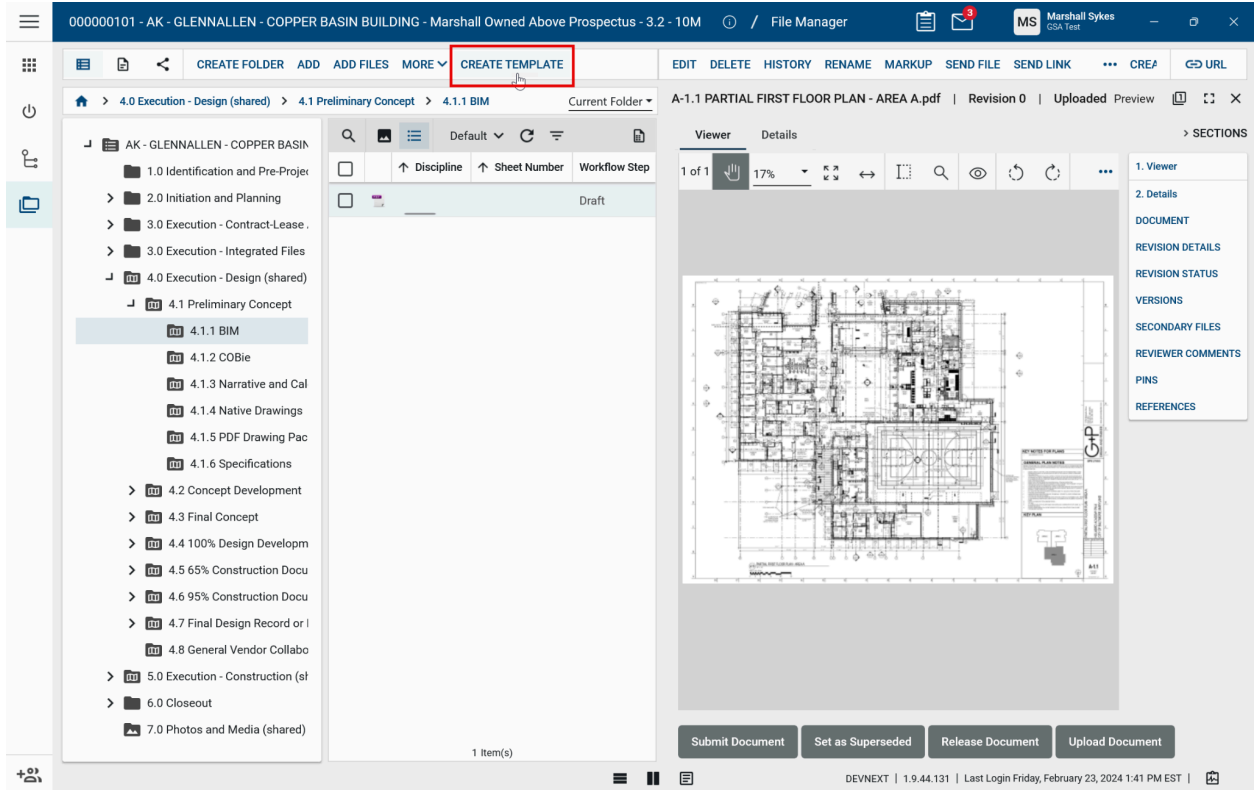 000000101 - AK - GLENNALLEN - COPPER BASIN BUILDING - Marshall Owned Above Prospectus - 3.2 - 10M / File Manager 3 MS Marshall Sykes
GSA Test
CREATE FOLDER ADD ADD FILES MORE CREATE TEMPLATE
EDIT DELETE HISTORY RENAME MARKUP SEND FILE SEND LINK ••• CREA URL
> 4.0 Execution - Design (shared) > 4.1 Preliminary Concept > 4.1.1 BIM Current Folder
A-1.1 PARTIAL FIRST FLOOR PLAN - AREA A.pdf | Revision 0 | Uploaded Preview
AK - GLENNALLEN - COPPER BASIN
1.0 Identification and Pre-Projec
2.0 Initiation and Planning
3.0 Execution - Contract-Lease .
3.0 Execution - Integrated Files
4.0 Execution - Design (shared)
4.1 Preliminary Concept
4.1.1 BIM
4.1.2 COBie
4.1.3 Narrative and Cal
4.1.4 Native Drawings
4.1.5 PDF Drawing Pac
4.1.6 Specifications
4.2 Concept Development
4.3 Final Concept
4.4 100% Design Developm
4.5 65% Construction Docu
4.6 95% Construction Docu
4.7 Final Design Record or I
4.8 General Vendor Collabo
5.0 Execution - Construction (sh
6.0 Closeout
7.0 Photos and Media (shared)
Default
Discipline Sheet Number Workflow Step
Draft
1 Item(s)
Viewer Details
> SECTIONS
1 of 1 17% •••
1. Viewer
2. Details
DOCUMENT
REVISION DETAILS
REVISION STATUS
VERSIONS
SECONDARY FILES
REVIEWER COMMENTS
PINS
REFERENCES
G+P
KEY NOTES FOR PLANS
GENERAL PLAN NOTES
KEY PLAN
A-1.1
Submit Document Set as Superseded Release Document Upload Document
DEVNEXT | 1.9.44.131 | Last Login Friday, February 23, 2024 1:41 PM EST |